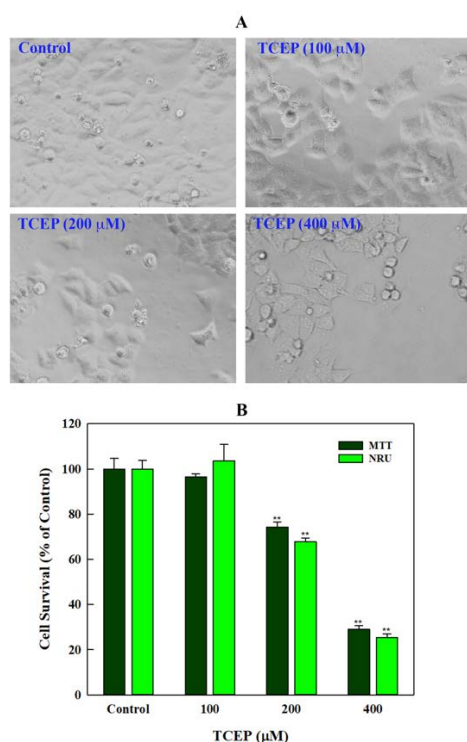 A
Control
TCEP (100 µM)
TCEP (200 µM)
TCEP (400 µM)
B
120
100
80
60
40
20
0
Cell Survival (% of Control)
MTT
NRU
**
**
**
**
Control
100
200
400
TCEP (µM)